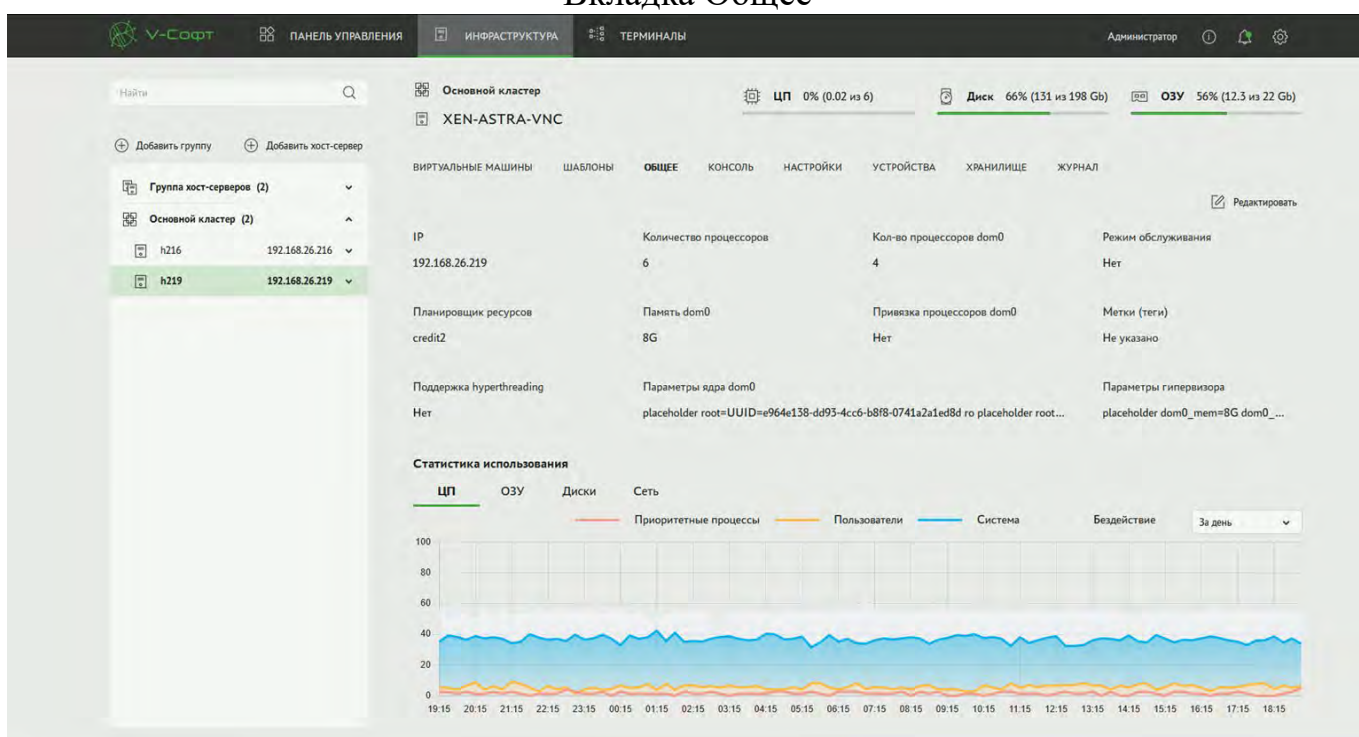 Вкладка Общее
V-Софт
ПАНЕЛЬ УПРАВЛЕНИЯ
ИНФРАСТРУКТУРА
ТЕРМИНАЛЫ
Администратор
Найти
Добавить группу
Добавить хост-сервер
Группа хост-серверов (2)
Основной кластер (2)
h216 192.168.26.216
h219 192.168.26.219
Основной кластер
XEN-ASTRA-VNC
ЦП 0% (0.02 из 6)
Диск 66% (131 из 198 Gb)
ОЗУ 56% (12.3 из 22 Gb)
ВИРТУАЛЬНЫЕ МАШИНЫ ШАБЛОНЫ ОБЩЕЕ КОНСОЛЬ НАСТРОЙКИ УСТРОЙСТВА ХРАНИЛИЩЕ ЖУРНАЛ
Редактировать
IP Количество процессоров Кол-во процессоров dom0 Режим обслуживания
192.168.26.219 6 4 Нет
Планировщик ресурсов Память dom0 Привязка процессоров dom0 Метки (теги)
credit2 8G Нет Не указано
Поддержка hyperthreading Параметры ядра dom0 Параметры гипервизора
Нет placeholder root=UUID=e964e138-dd93-4cc6-b8f8-0741a2a1ed8d ro placeholder root... placeholder dom0_mem=8G dom0_...
Статистика использования
ЦП ОЗУ Диски Сеть
Приоритетные процессы Пользователи Система Бездействие За день
100
80
60
40
20
0
19:15 20:15 21:15 22:15 23:15 00:15 01:15 02:15 03:15 04:15 05:15 06:15 07:15 08:15 09:15 10:15 11:15 12:15 13:15 14:15 15:15 16:15 17:15 18:15